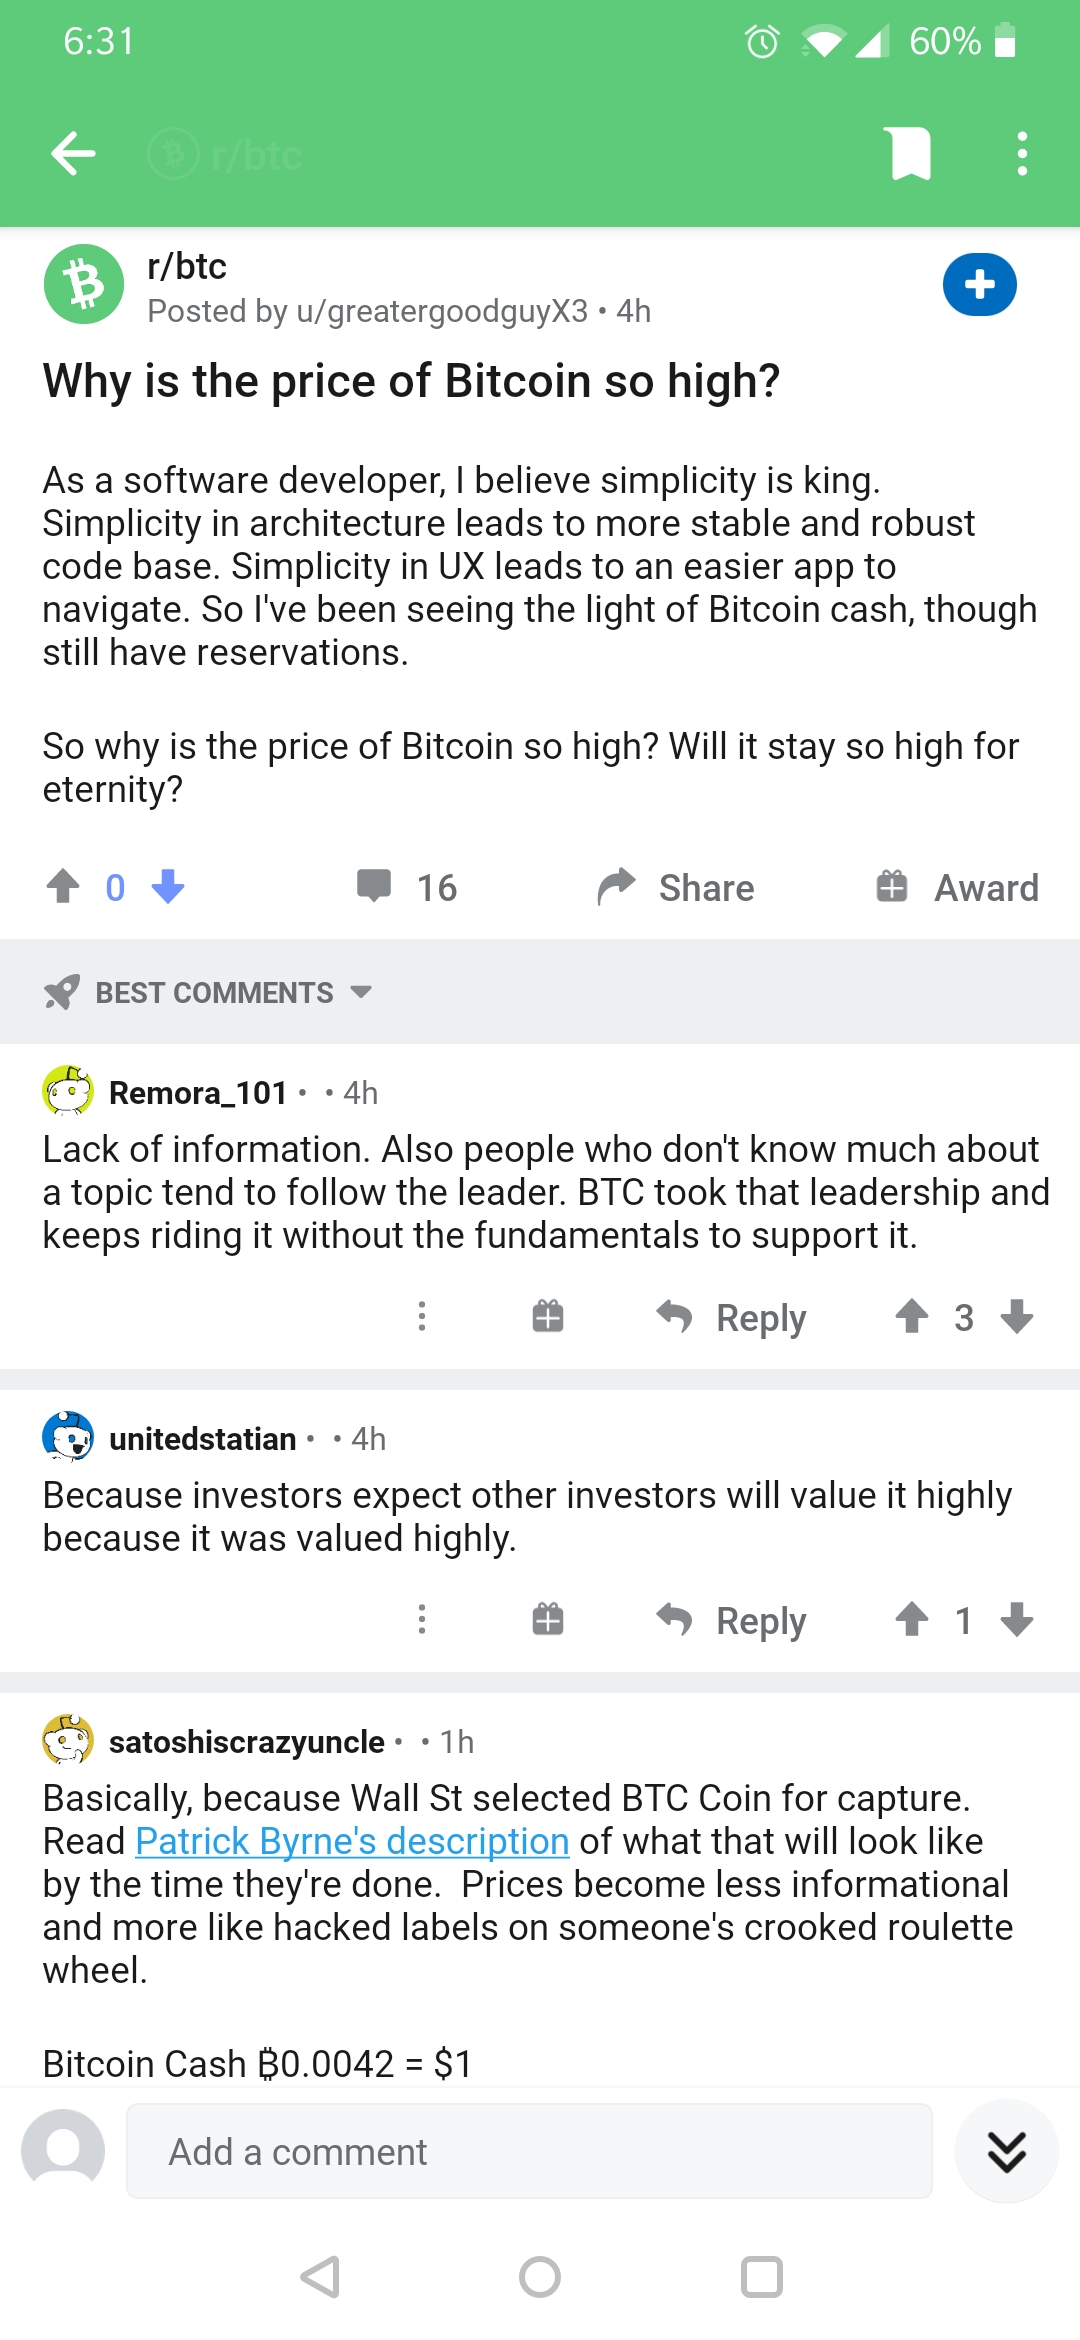 6:31
60%
r/btc
r/btc
Posted by u/greatergoodguyX3 • 4h
Why is the price of Bitcoin so high?
As a software developer, I believe simplicity is king.
Simplicity in architecture leads to more stable and robust
code base. Simplicity in UX leads to an easier app to
navigate. So I've been seeing the light of Bitcoin cash, though
still have reservations.
So why is the price of Bitcoin so high? Will it stay so high for
eternity?
0
16
Share
Award
BEST COMMENTS
Remora_101 • • 4h
Lack of information. Also people who don't know much about
a topic tend to follow the leader. BTC took that leadership and
keeps riding it without the fundamentals to support it.
Reply
3
unitedstatian • • 4h
Because investors expect other investors will value it highly
because it was valued highly.
Reply
1
satoshiscrazyuncle • • 1h
Basically, because Wall St selected BTC Coin for capture.
Read Patrick Byrne's description of what that will look like
by the time they're done.  Prices become less informational
and more like hacked labels on someone's crooked roulette
wheel.
Bitcoin Cash ₿0.0042 = $1
Add a comment